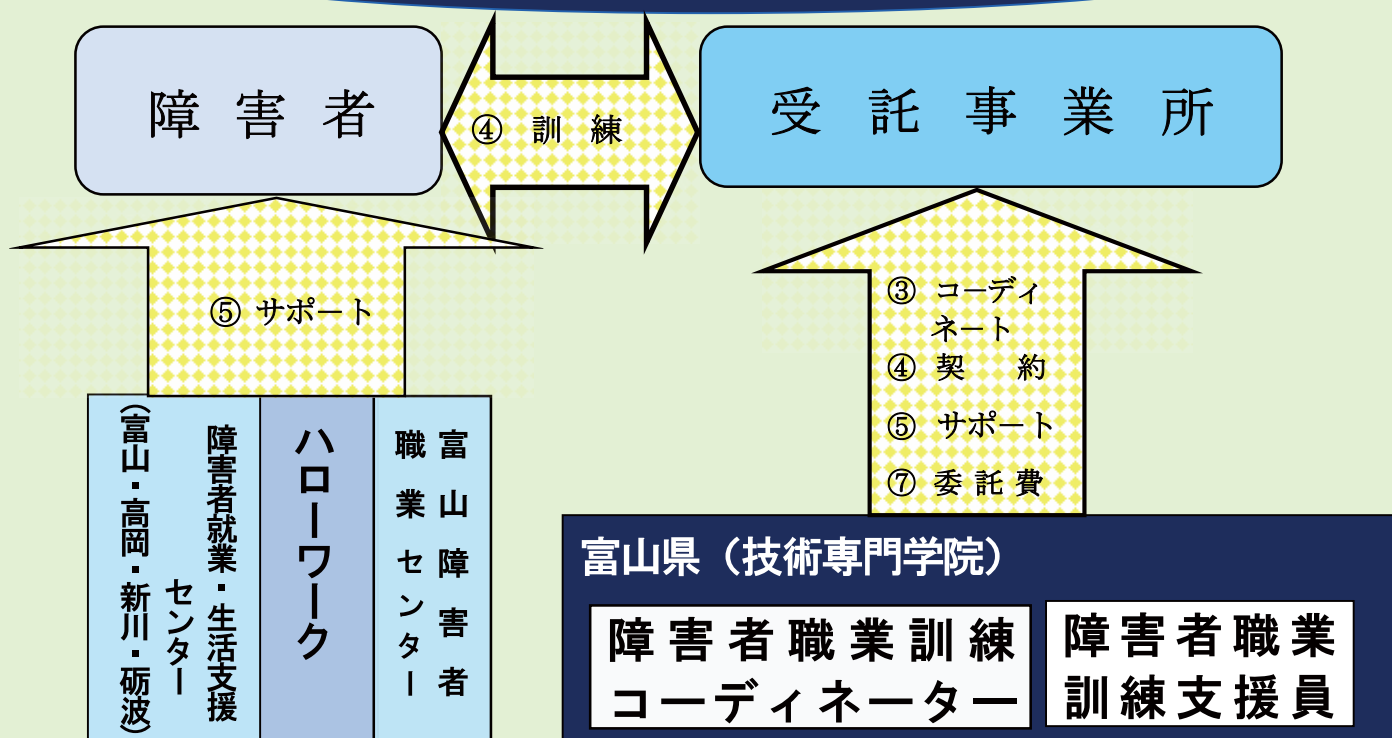 障害者
④ 訓練
受託事業所
⑤ サポート
③ コーディ
ネート
④ 契約
⑤ サポート
⑦ 委託費
障害者就業・生活支援
センター
（富山・高岡・新川・砺波）
ハローワーク
富山障害者
職業センター
富山県（技術専門学院）
障害者職業訓練
コーディネーター
障害者職業
訓練支援員